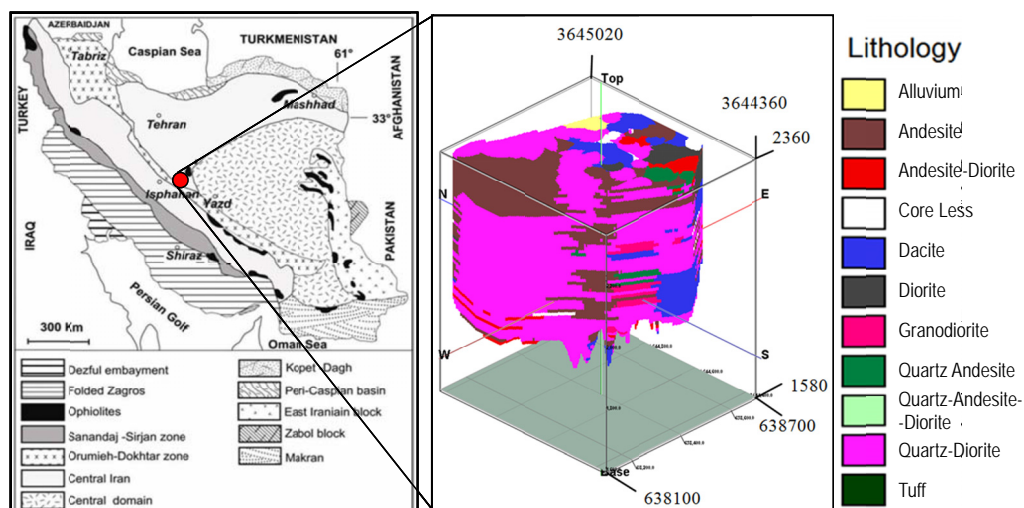 AZERBAIDJAN
Caspian Sea
TURKMENISTAN
61°
Tabriz
Mashhad
33°
TURKEY
AFGHANISTAN
Tehran
Isphahan
Yazd
IRAQ
Shiraz
PAKISTAN
Persian Golf
300 Km
Oman Sea
Dezful embayment
Folded Zagros
Ophiolites
Sanandaj -Sirjan zone
Orumieh-Dokhtar zone
Central Iran
Central domain
Kopet Dagh
Peri-Caspian basin
East Iraniain block
Zabol block
Makran
3645020
Top
3644360
2360
N
E
W
S
1580
638700
Base
638100
Lithology
Alluvium
Andesite
Andesite-Diorite
Core Less
Dacite
Diorite
Granodiorite
Quartz Andesite
Quartz-Andesite-
-Diorite
Quartz-Diorite
Tuff